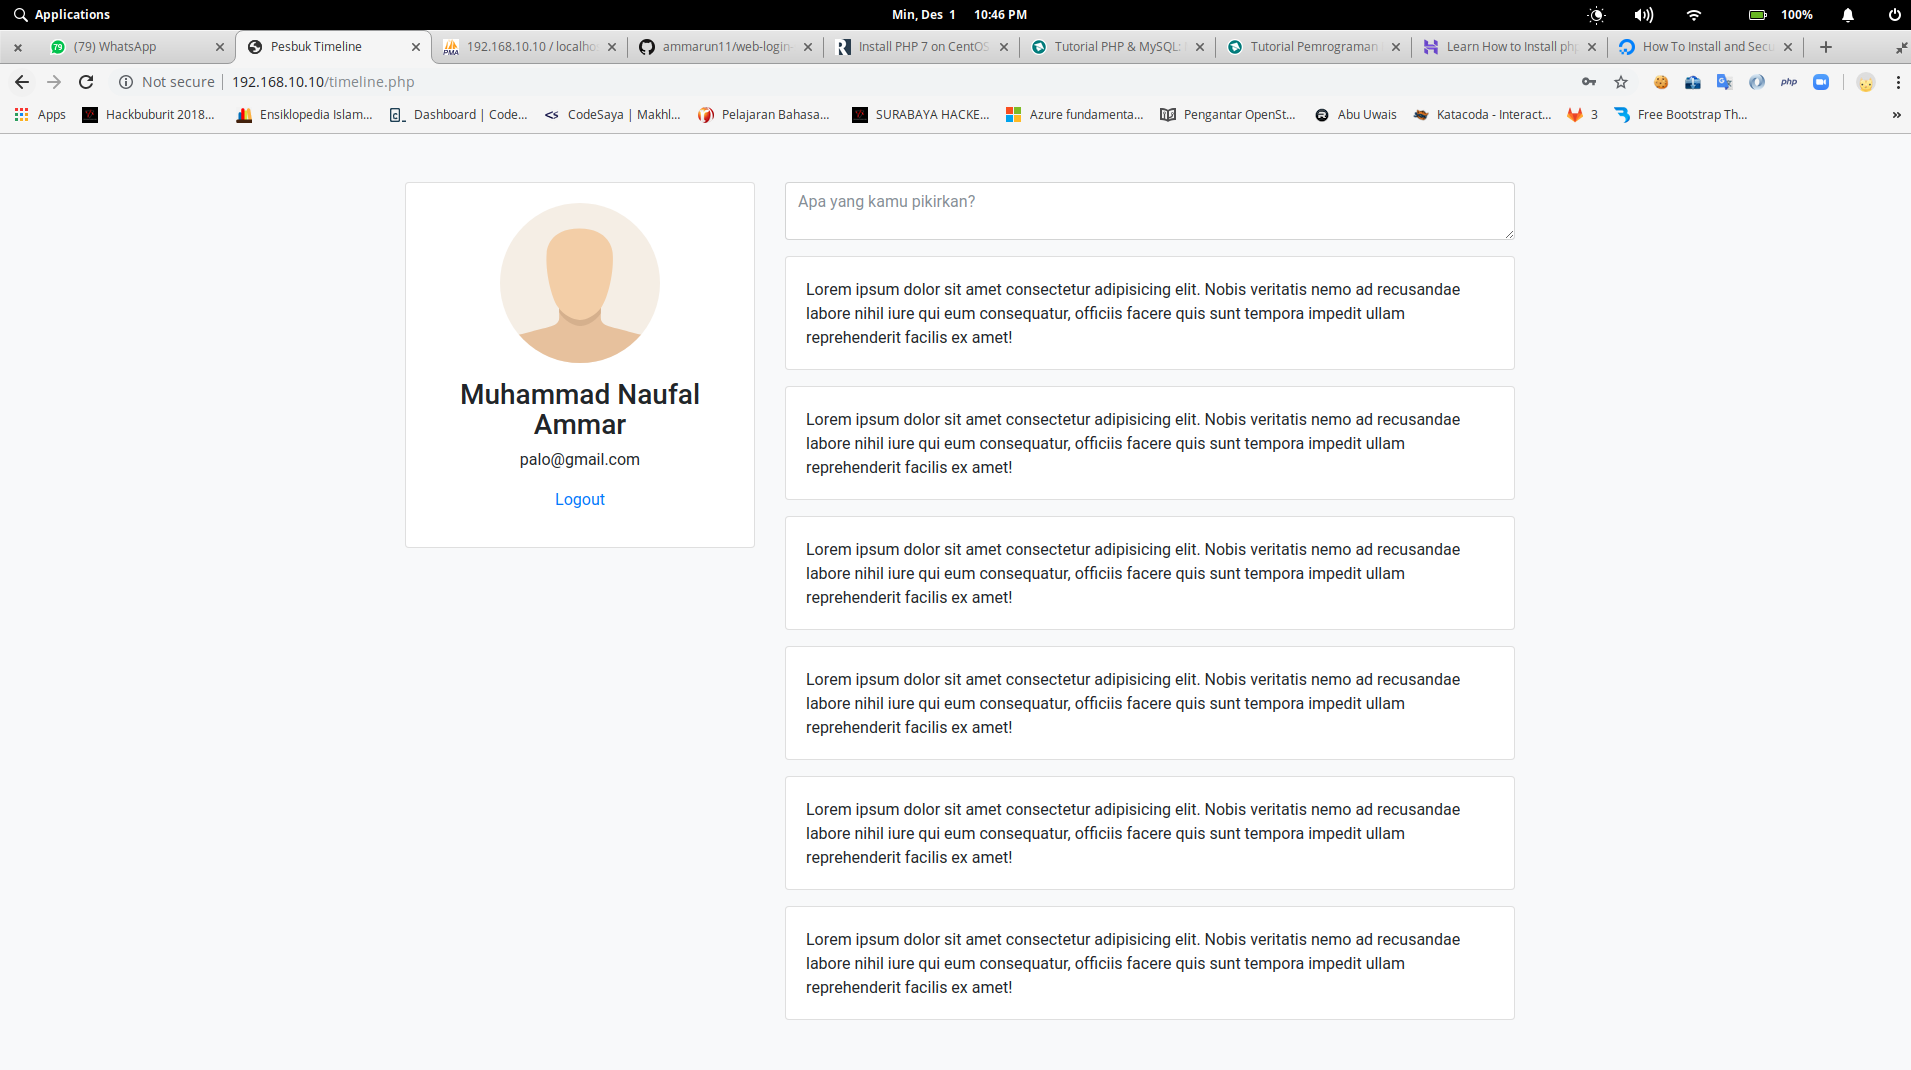 Applications
Min, Des 1 10:46 PM
100%
79 (79) WhatsApp
Pesbuk Timeline
PMA 192.168.10.10 / localho
ammarun11/web-login-
Install PHP 7 on CentOS
Tutorial PHP & MySQL:
Tutorial Pemrograman
Learn How to Install php
How To Install and Secu
Not secure 192.168.10.10/timeline.php
php
Apps
Hackbuburit 2018...
Ensiklopedia Islam...
Dashboard | Code...
CodeSaya | Makhl...
Pelajaran Bahasa...
SURABAYA HACKE...
Azure fundamenta...
Pengantar OpenSt...
Abu Uwais
Katacoda - Interact...
3
Free Bootstrap Th...
Muhammad Naufal
Ammar
palo@gmail.com
Logout
Apa yang kamu pikirkan?
Lorem ipsum dolor sit amet consectetur adipisicing elit. Nobis veritatis nemo ad recusandae
labore nihil iure qui eum consequatur, officiis facere quis sunt tempora impedit ullam
reprehenderit facilis ex amet!
Lorem ipsum dolor sit amet consectetur adipisicing elit. Nobis veritatis nemo ad recusandae
labore nihil iure qui eum consequatur, officiis facere quis sunt tempora impedit ullam
reprehenderit facilis ex amet!
Lorem ipsum dolor sit amet consectetur adipisicing elit. Nobis veritatis nemo ad recusandae
labore nihil iure qui eum consequatur, officiis facere quis sunt tempora impedit ullam
reprehenderit facilis ex amet!
Lorem ipsum dolor sit amet consectetur adipisicing elit. Nobis veritatis nemo ad recusandae
labore nihil iure qui eum consequatur, officiis facere quis sunt tempora impedit ullam
reprehenderit facilis ex amet!
Lorem ipsum dolor sit amet consectetur adipisicing elit. Nobis veritatis nemo ad recusandae
labore nihil iure qui eum consequatur, officiis facere quis sunt tempora impedit ullam
reprehenderit facilis ex amet!
Lorem ipsum dolor sit amet consectetur adipisicing elit. Nobis veritatis nemo ad recusandae
labore nihil iure qui eum consequatur, officiis facere quis sunt tempora impedit ullam
reprehenderit facilis ex amet!